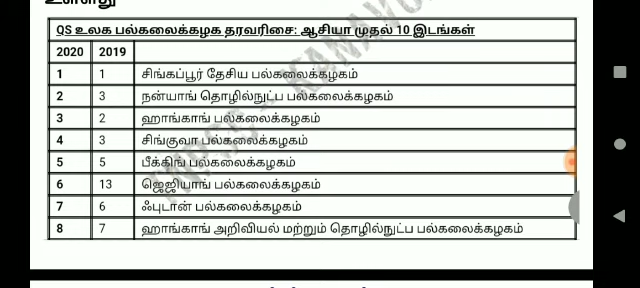 QS உலக பல்கலைக்கழக தரவரிசை: ஆசியா முதல் 10 இடங்கள்
2020 2019
1 1 சிங்கப்பூர் தேசிய பல்கலைக்கழகம்
2 3 நன்யாங் தொழில்நுட்ப பல்கலைக்கழகம்
3 2 ஹாங்காங் பல்கலைக்கழகம்
4 3 சிங்குவா பல்கலைக்கழகம்
5 5 பீக்கிங் பல்கலைக்கழகம்
6 13 ஜெஜியாங் பல்கலைக்கழகம்
7 6 ஃபுடான் பல்கலைக்கழகம்
8 7 ஹாங்காங் அறிவியல் மற்றும் தொழில்நுட்ப பல்கலைக்கழகம்